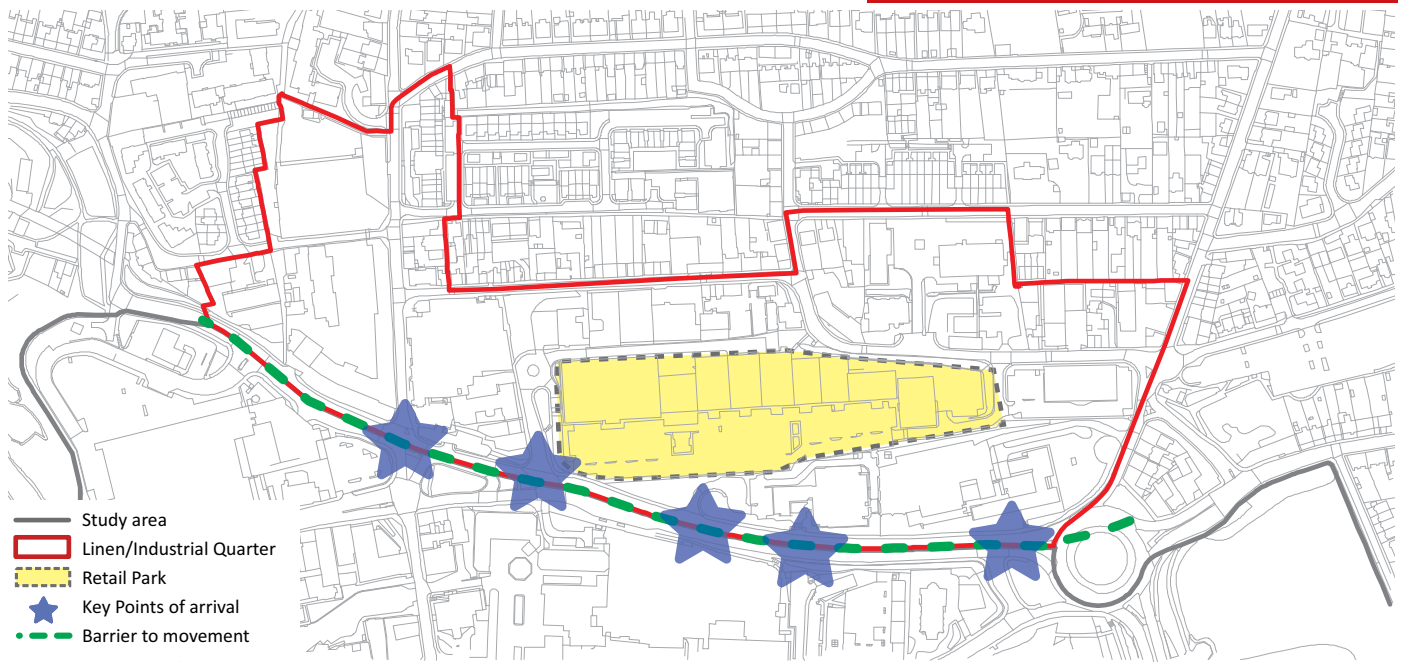 Study area
Linen/Industrial Quarter
Retail Park
Key Points of arrival
Barrier to movement